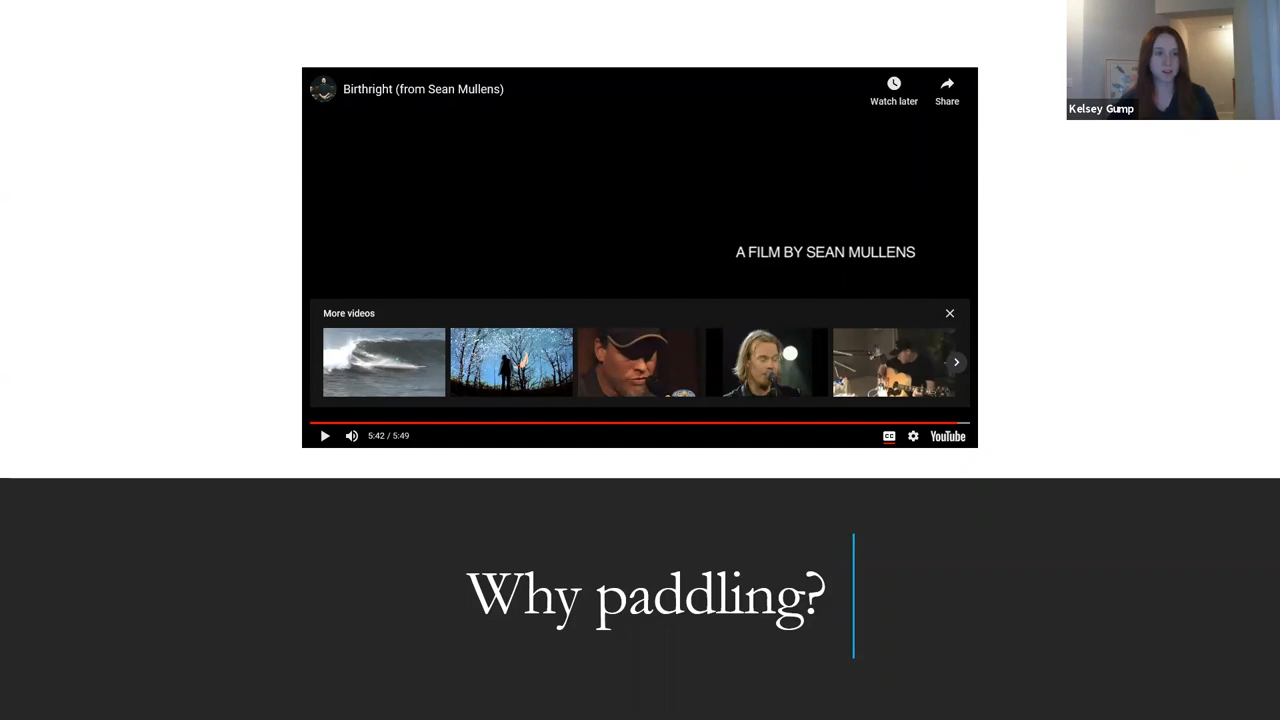 Birthright (from Sean Mullens)
Watch later
Share
Kelsey Gump
A FILM BY SEAN MULLENS
More videos
5:42 / 5:49
CC
YouTube
Why paddling?